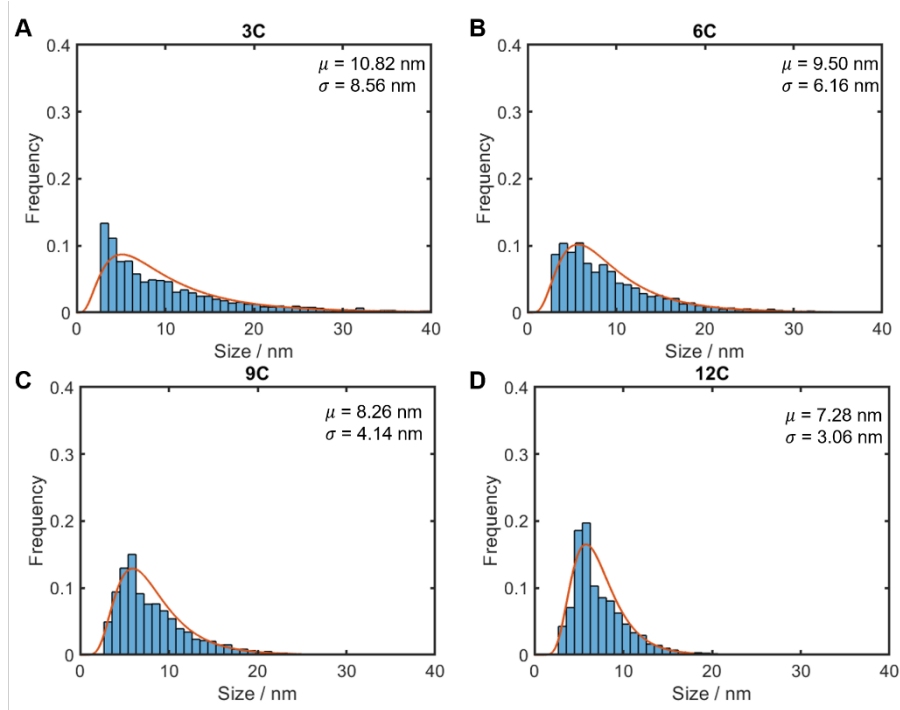 A
3C
0.4
0.3
0.2
0.1
0
Frequency
μ = 10.82 nm
σ = 8.56 nm
0 10 20 30 40
Size / nm
B
6C
0.4
0.3
0.2
0.1
0
Frequency
μ = 9.50 nm
σ = 6.16 nm
0 10 20 30 40
Size / nm
C
9C
0.4
0.3
0.2
0.1
0
Frequency
μ = 8.26 nm
σ = 4.14 nm
0 10 20 30 40
Size / nm
D
12C
0.4
0.3
0.2
0.1
0
Frequency
μ = 7.28 nm
σ = 3.06 nm
0 10 20 30 40
Size / nm